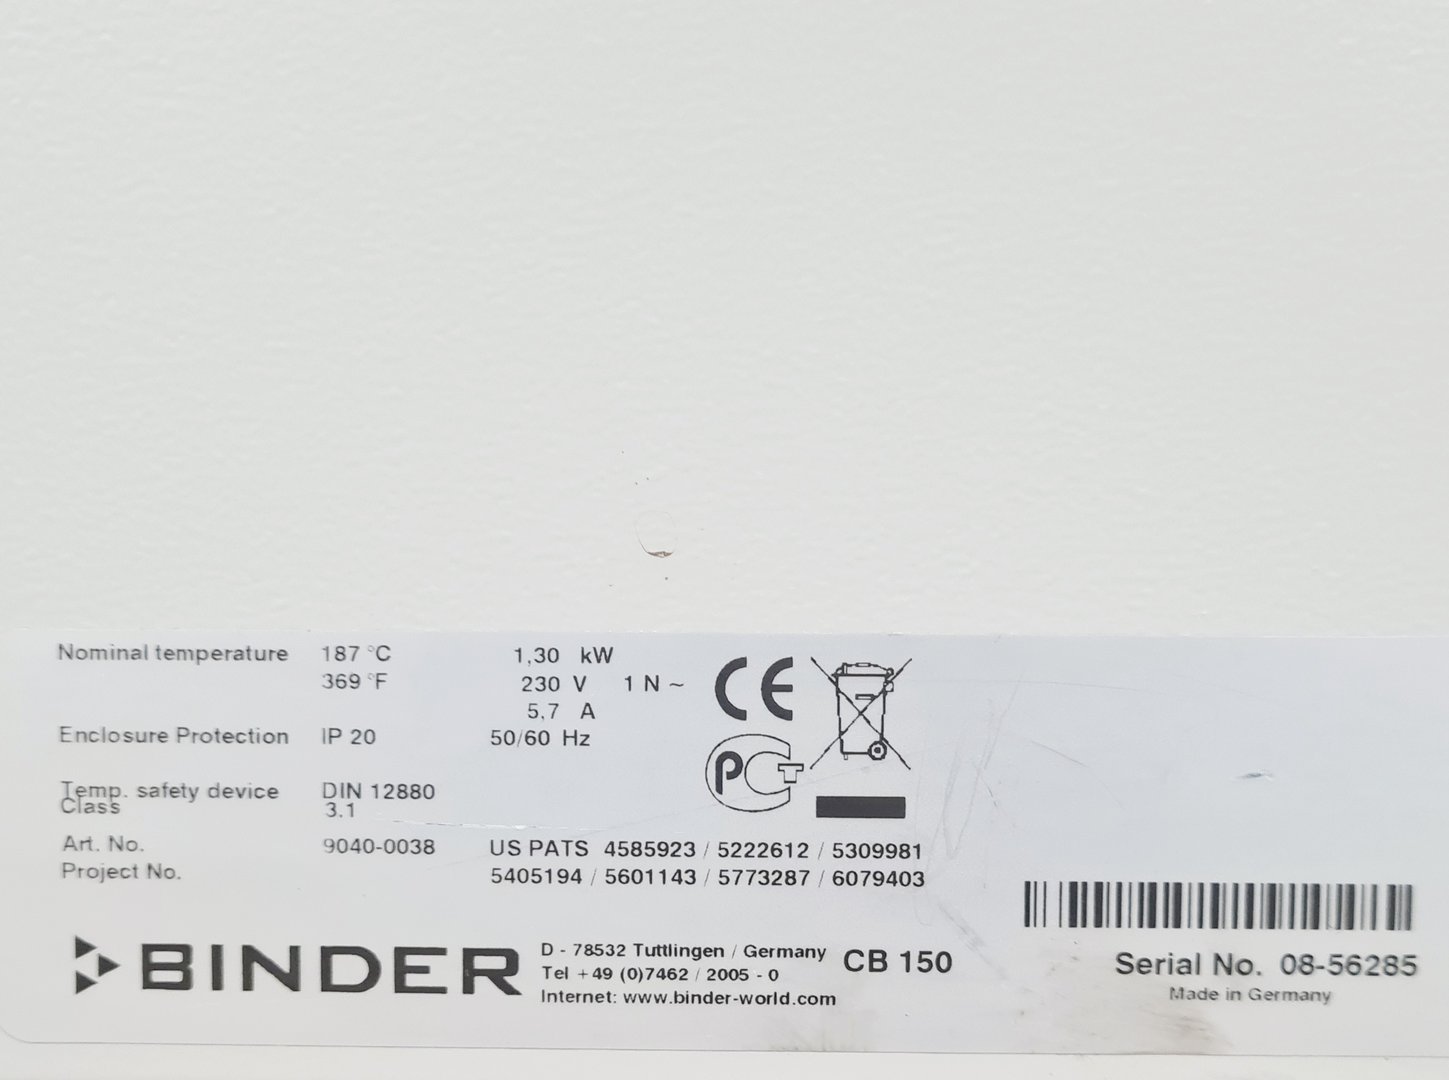 Nominal temperature 187 °C 1,30 kW
369 °F 230 V 1 N ~
5,7 A
Enclosure Protection IP 20 50/60 Hz
CE
PCT
Temp. safety device DIN 12880
Class 3.1
Art. No. 9040-0038 US PATS 4585923 / 5222612 / 5309981
Project No. 5405194 / 5601143 / 5773287 / 6079403
BINDER
D - 78532 Tuttlingen / Germany
Tel +49 (0)7462 / 2005 - 0
Internet: www.binder-world.com
CB 150
Serial No. 08-56285
Made in Germany